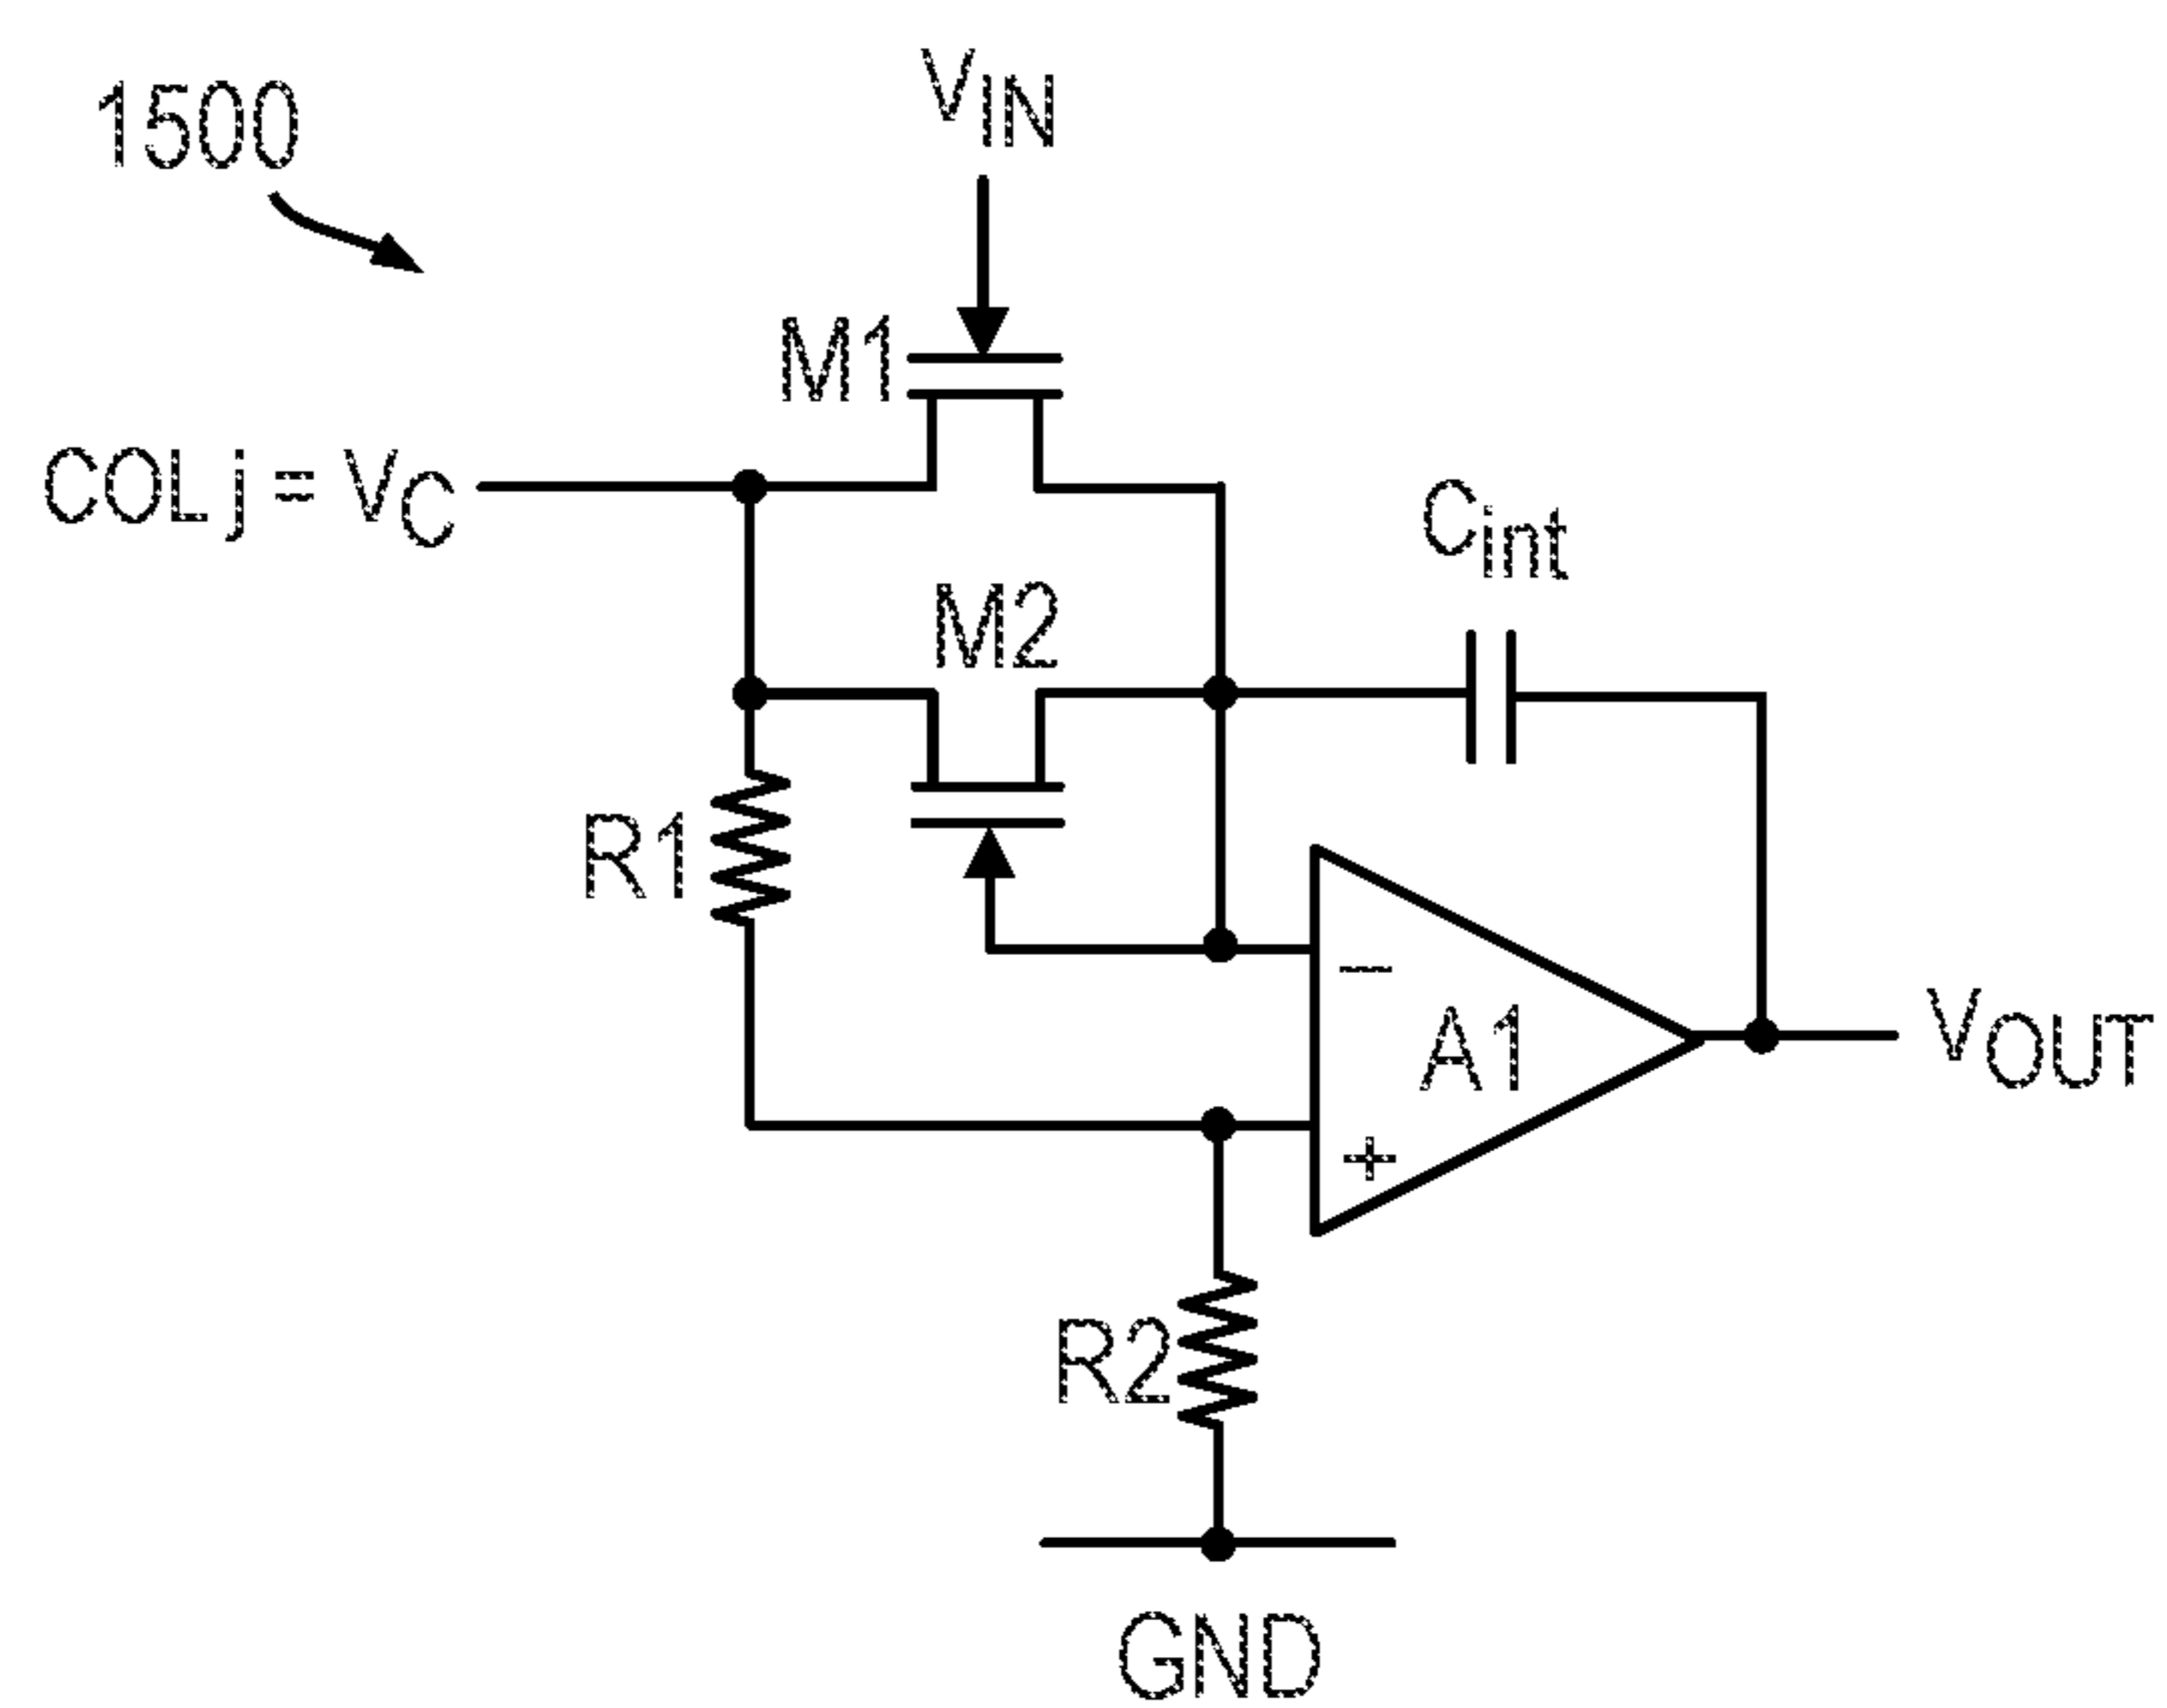 1500
VIN
M1
COL j = VC
Cint
M2
R1
−
A1
VOUT
+
R2
GND